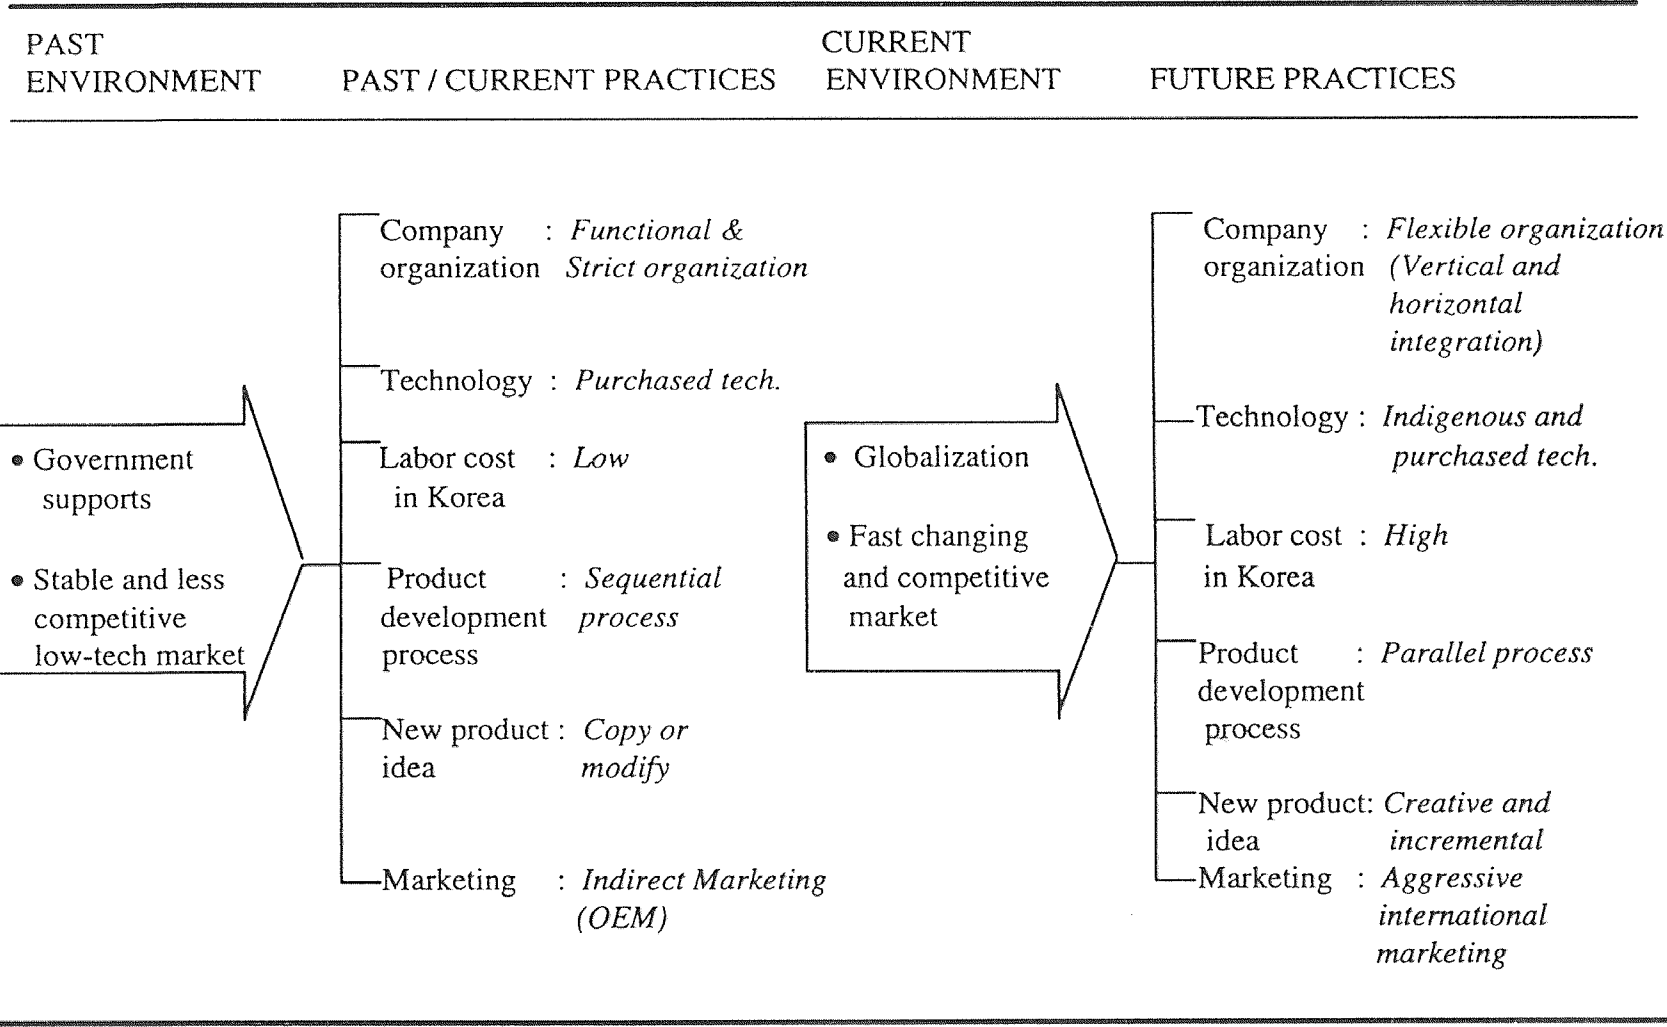 PAST
ENVIRONMENT
PAST / CURRENT PRACTICES
CURRENT
ENVIRONMENT
FUTURE PRACTICES
• Government
supports
• Stable and less
competitive
low-tech market
Company : Functional &
organization Strict organization
Technology : Purchased tech.
Labor cost : Low
in Korea
Product : Sequential
development process
process
New product : Copy or
idea modify
Marketing : Indirect Marketing
(OEM)
• Globalization
• Fast changing
and competitive
market
Company : Flexible organization
organization (Vertical and
horizontal
integration)
Technology : Indigenous and
purchased tech.
Labor cost : High
in Korea
Product : Parallel process
development
process
New product: Creative and
idea incremental
Marketing : Aggressive
international
marketing